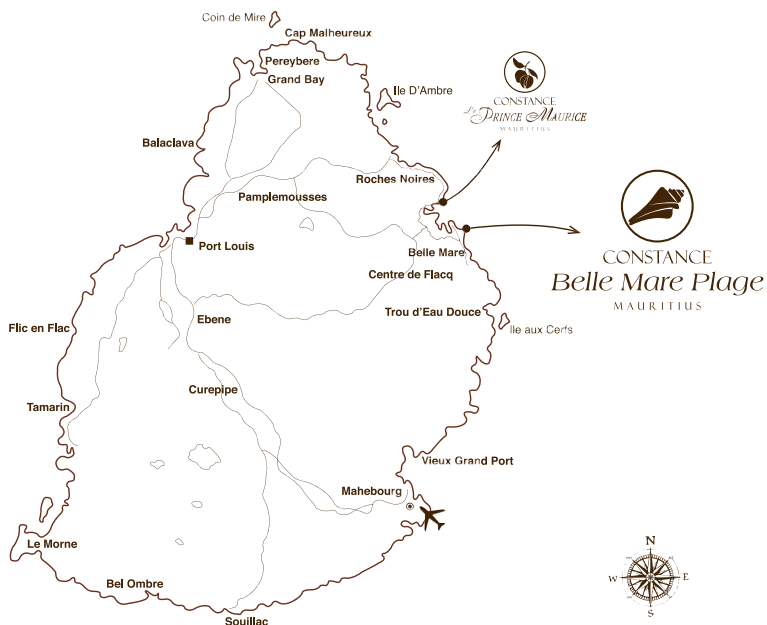 Coin de Mire
Cap Malheureux
Pereybere
Grand Bay
Ile D'Ambre
CONSTANCE
Le Prince Maurice
MAURITIUS
Balaclava
Roches Noires
Pamplemousses
Port Louis
Belle Mare
CONSTANCE
Belle Mare Plage
MAURITIUS
Centre de Flacq
Trou d'Eau Douce
Ebene
Flic en Flac
Ile aux Cerfs
Curepipe
Tamarin
Vieux Grand Port
Mahebourg
Le Morne
Bel Ombre
Souillac
N
W
E
S